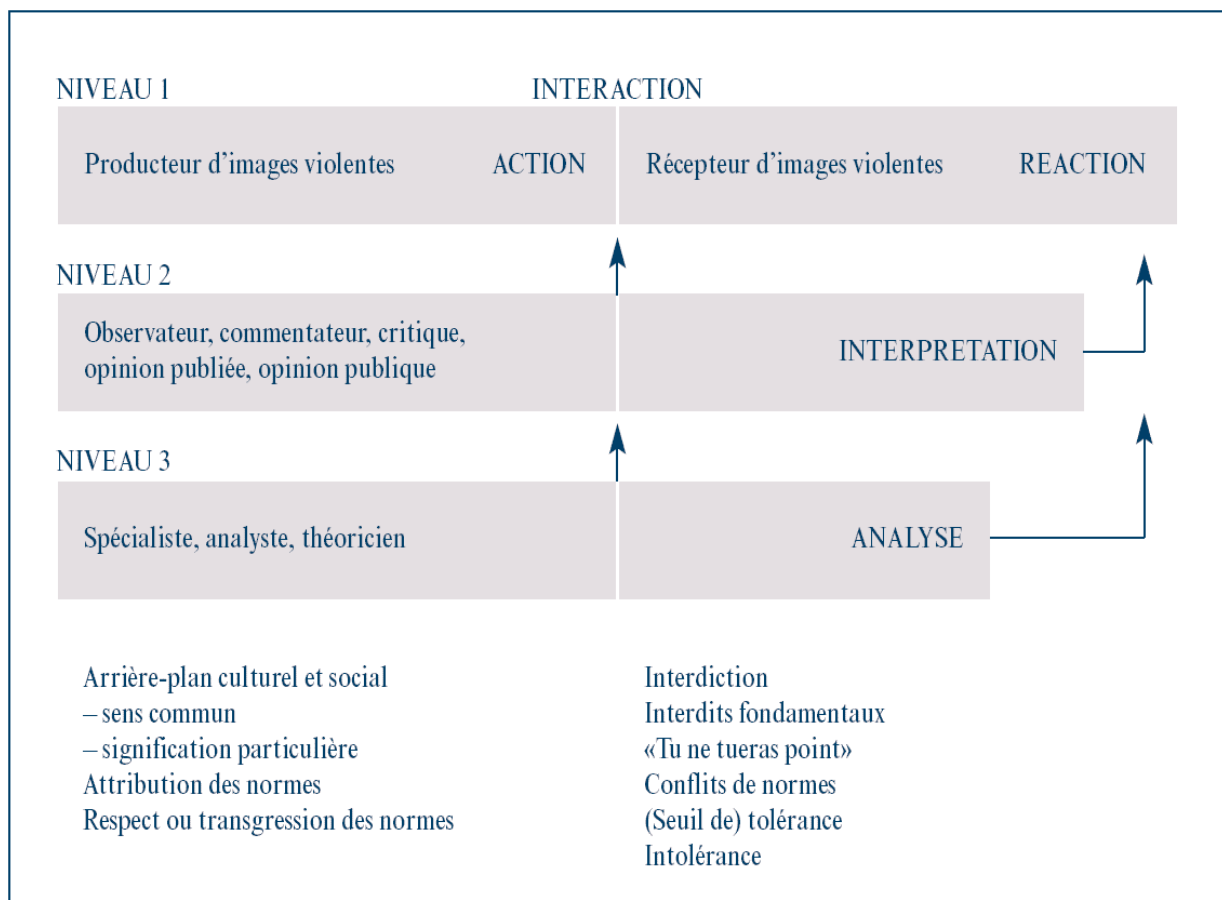 NIVEAU 1 INTERACTION
Producteur d’images violentes ACTION Récepteur d’images violentes REACTION
NIVEAU 2
Observateur, commentateur, critique,
opinion publiée, opinion publique
INTERPRETATION
NIVEAU 3
Spécialiste, analyste, théoricien ANALYSE
Arrière-plan culturel et social
– sens commun
– signification particulière
Attribution des normes
Respect ou transgression des normes
Interdiction
Interdits fondamentaux
«Tu ne tueras point»
Conflits de normes
(Seuil de) tolérance
Intolérance